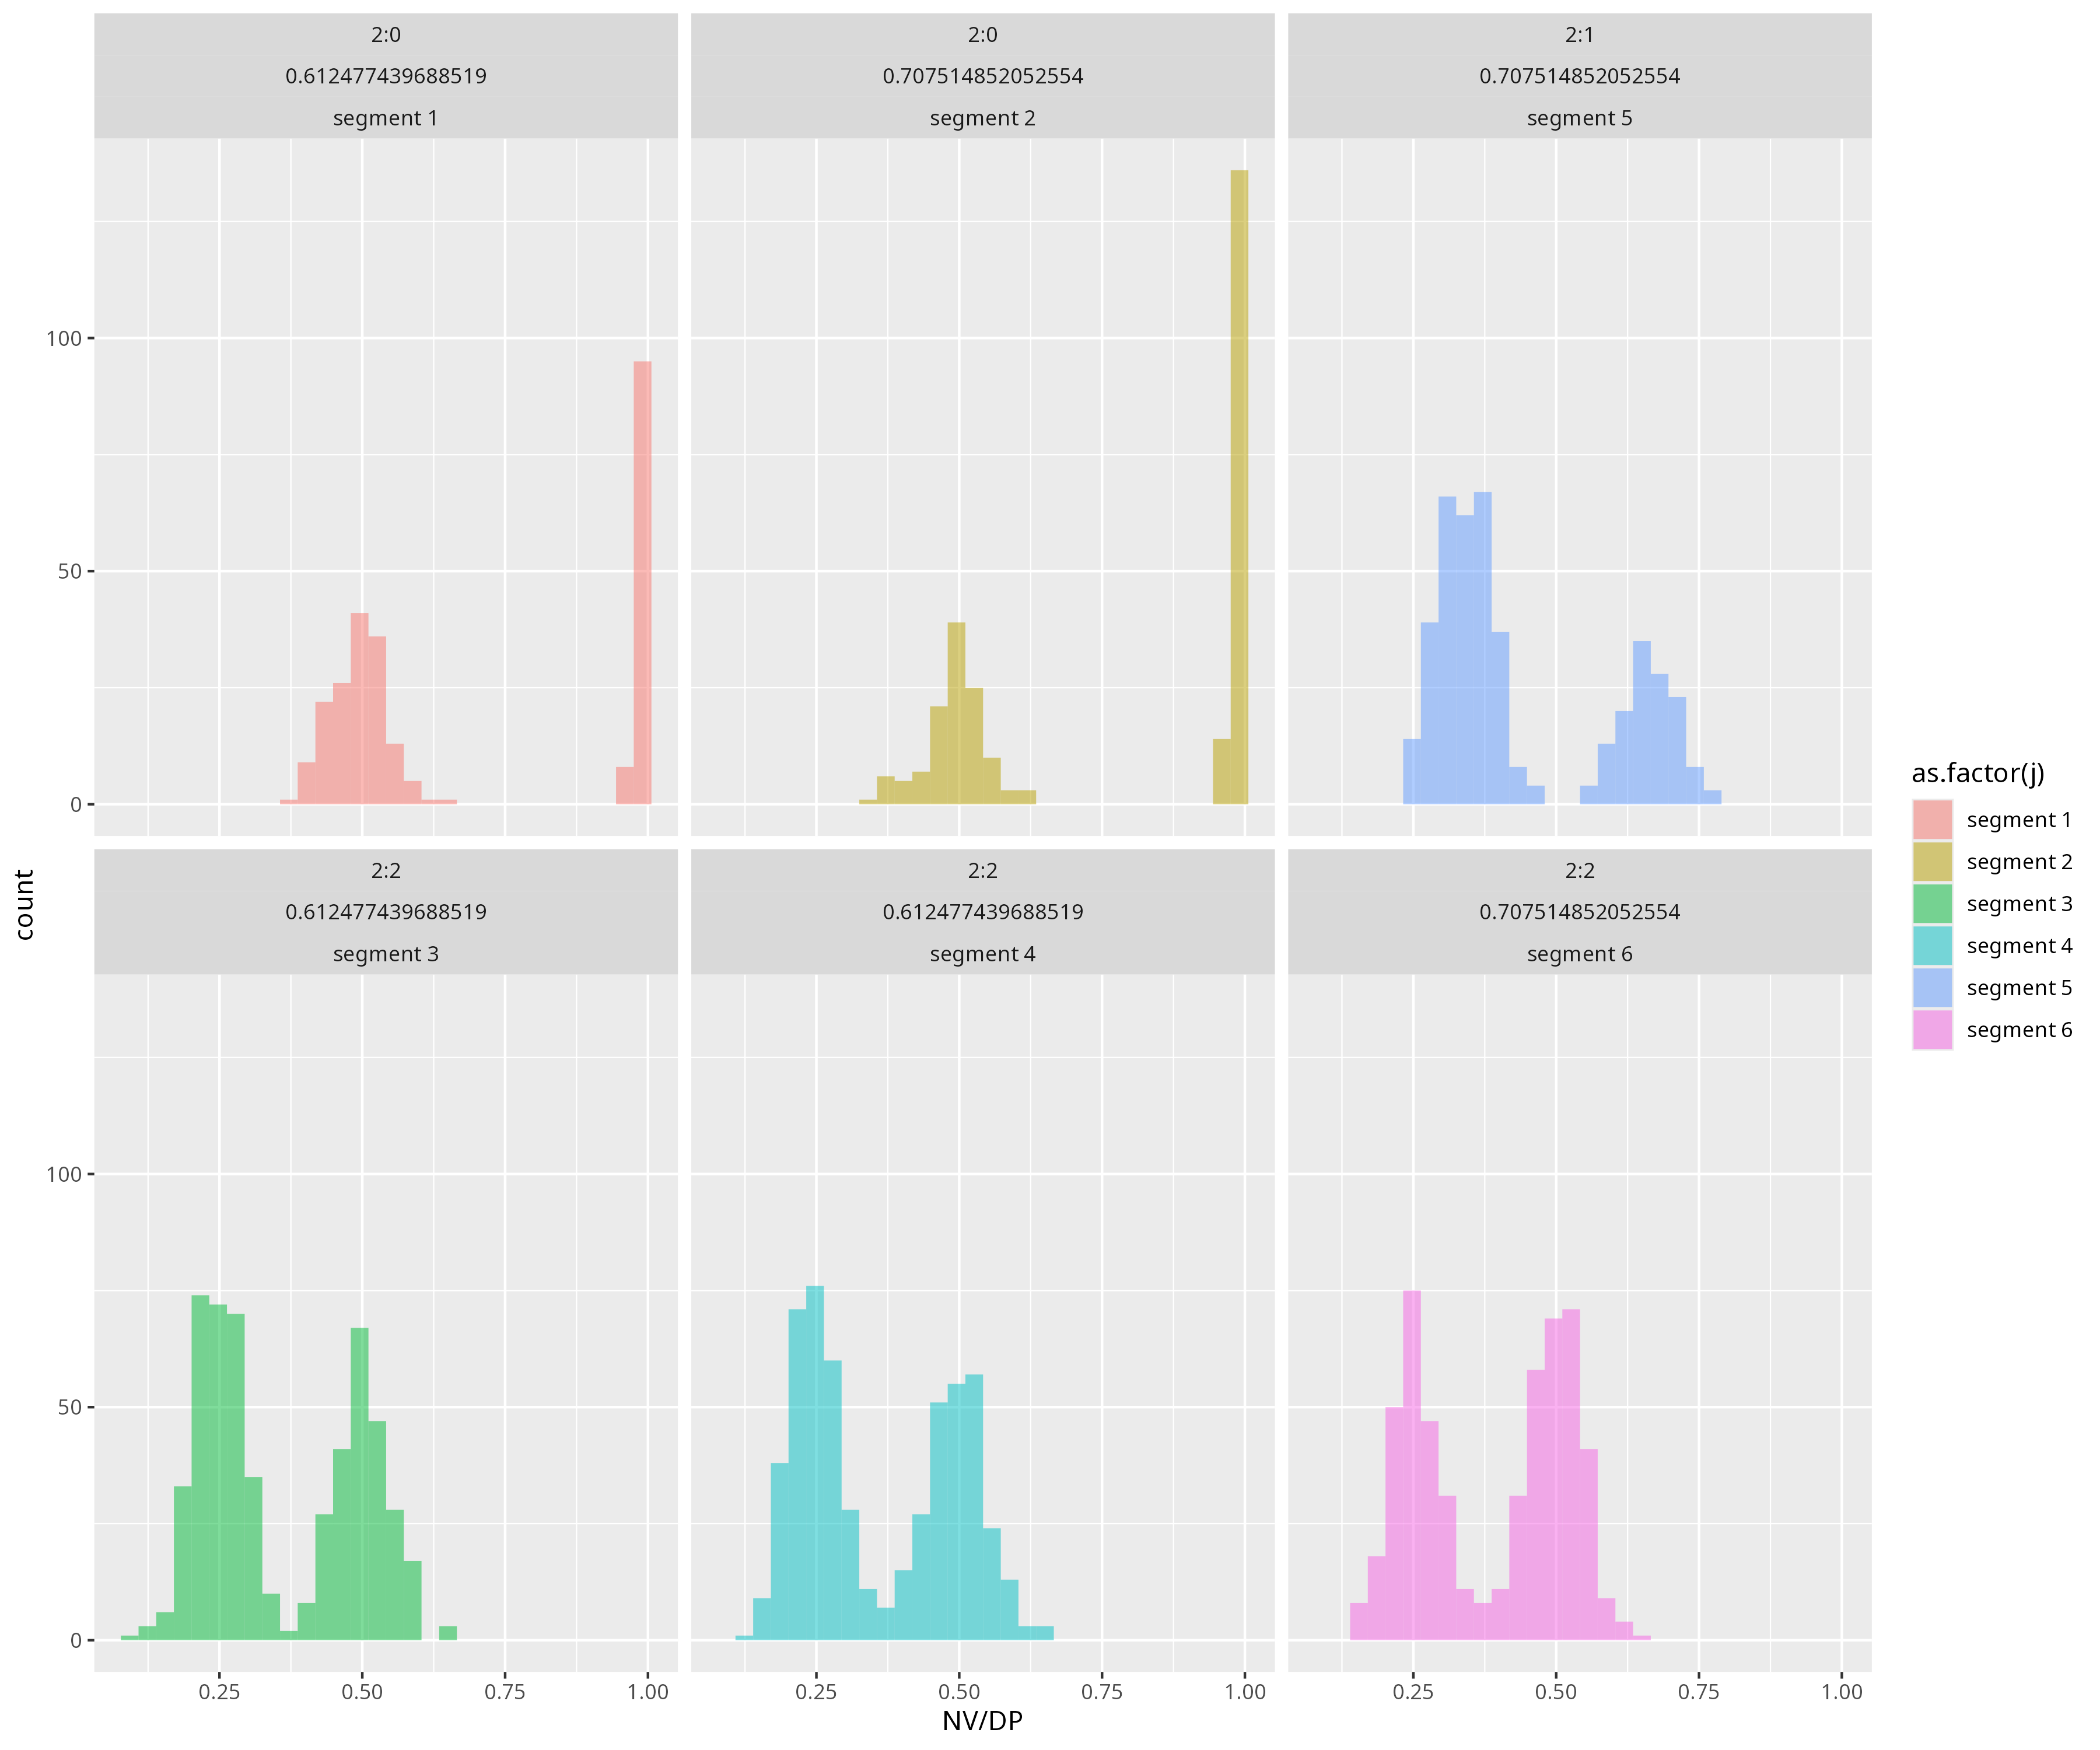 2:0
0.612477439688519
segment 1
2:0
0.707514852052554
segment 2
2:1
0.707514852052554
segment 5
100
50
0
2:2
0.612477439688519
segment 3
2:2
0.612477439688519
segment 4
2:2
0.707514852052554
segment 6
100
50
0
count
0.25 0.50 0.75 1.00
0.25 0.50 0.75 1.00
0.25 0.50 0.75 1.00
NV/DP
as.factor(j)
segment 1
segment 2
segment 3
segment 4
segment 5
segment 6